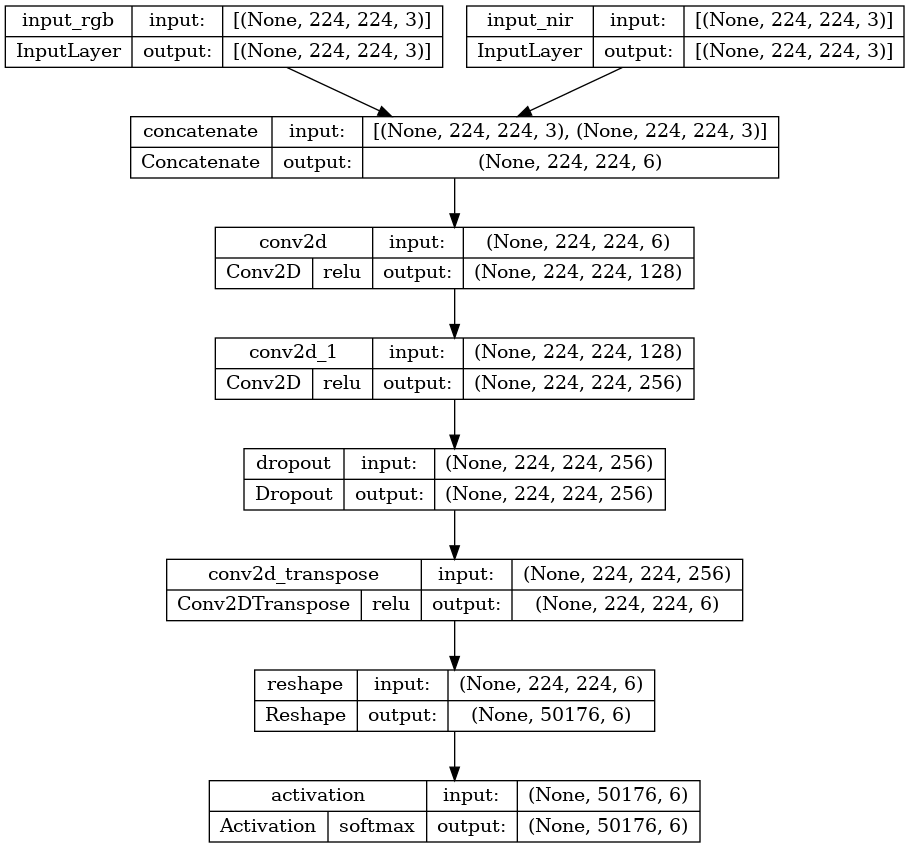 input_rgb input: [(None, 224, 224, 3)]
InputLayer output: [(None, 224, 224, 3)]
input_nir input: [(None, 224, 224, 3)]
InputLayer output: [(None, 224, 224, 3)]
concatenate input: [(None, 224, 224, 3), (None, 224, 224, 3)]
Concatenate output: (None, 224, 224, 6)
conv2d input: (None, 224, 224, 6)
Conv2D relu output: (None, 224, 224, 128)
conv2d_1 input: (None, 224, 224, 128)
Conv2D relu output: (None, 224, 224, 256)
dropout input: (None, 224, 224, 256)
Dropout output: (None, 224, 224, 256)
conv2d_transpose input: (None, 224, 224, 256)
Conv2DTranspose relu output: (None, 224, 224, 6)
reshape input: (None, 224, 224, 6)
Reshape output: (None, 50176, 6)
activation input: (None, 50176, 6)
Activation softmax output: (None, 50176, 6)